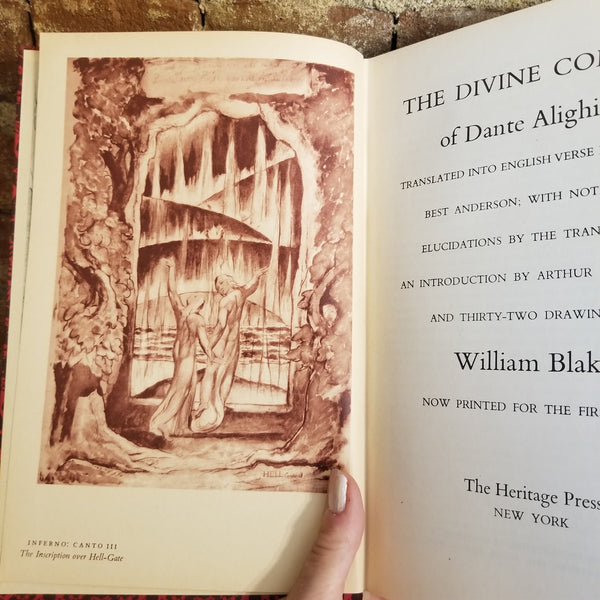 HELL Gate
INFERNO: CANTO III
The Inscription over Hell-Gate
THE DIVINE CO
of Dante Alighi
TRANSLATED INTO ENGLISH VERSE
BEST ANDERSON; WITH NOT
ELUCIDATIONS BY THE TRAN
AN INTRODUCTION BY ARTHUR
AND THIRTY-TWO DRAWIN
William Blak
NOW PRINTED FOR THE FIR
The Heritage Press
NEW YORK